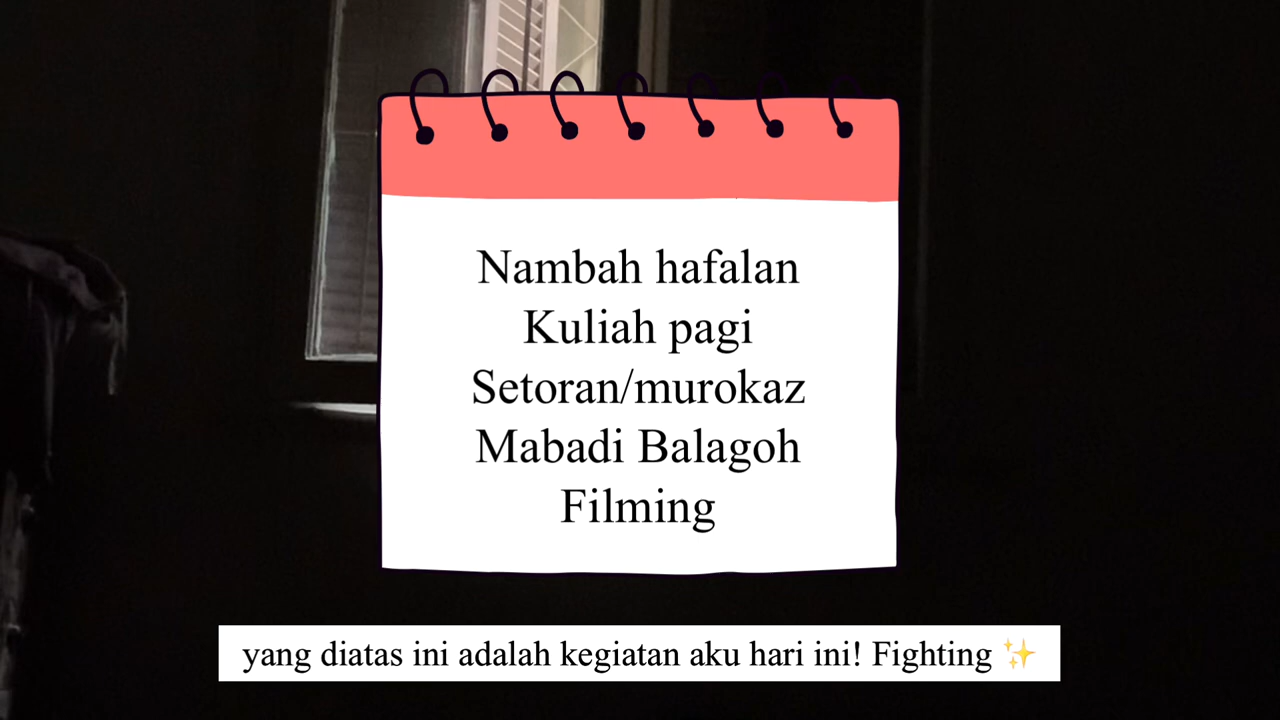 Nambah hafalan
Kuliah pagi
Setoran/murokaz
Mabadi Balagoh
Filming
yang diatas ini adalah kegiatan aku hari ini! Fighting ✨